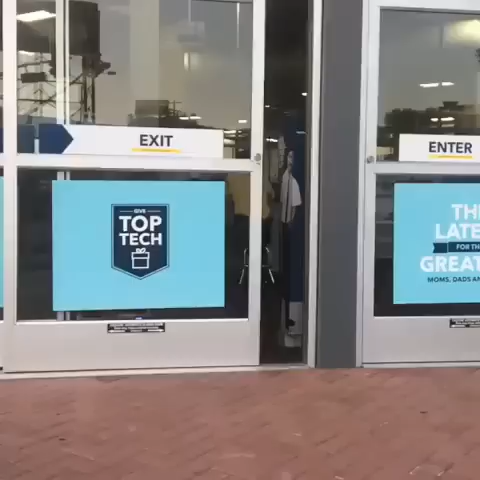 EXIT
GIVE
TOP
TECH
ENTER
THE
LATE
FOR TH
GREAT
MOMS, DADS AN